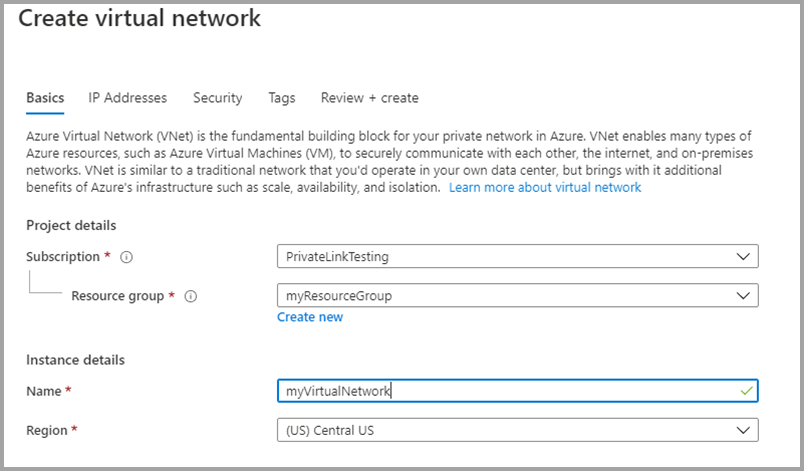 Create virtual network
Basics IP Addresses Security Tags Review + create
Azure Virtual Network (VNet) is the fundamental building block for your private network in Azure. VNet enables many types of
Azure resources, such as Azure Virtual Machines (VM), to securely communicate with each other, the internet, and on-premises
networks. VNet is similar to a traditional network that you'd operate in your own data center, but brings with it additional
benefits of Azure's infrastructure such as scale, availability, and isolation. Learn more about virtual network
Project details
Subscription * PrivateLinkTesting
Resource group * myResourceGroup
Create new
Instance details
Name * myVirtualNetwork
Region * (US) Central US